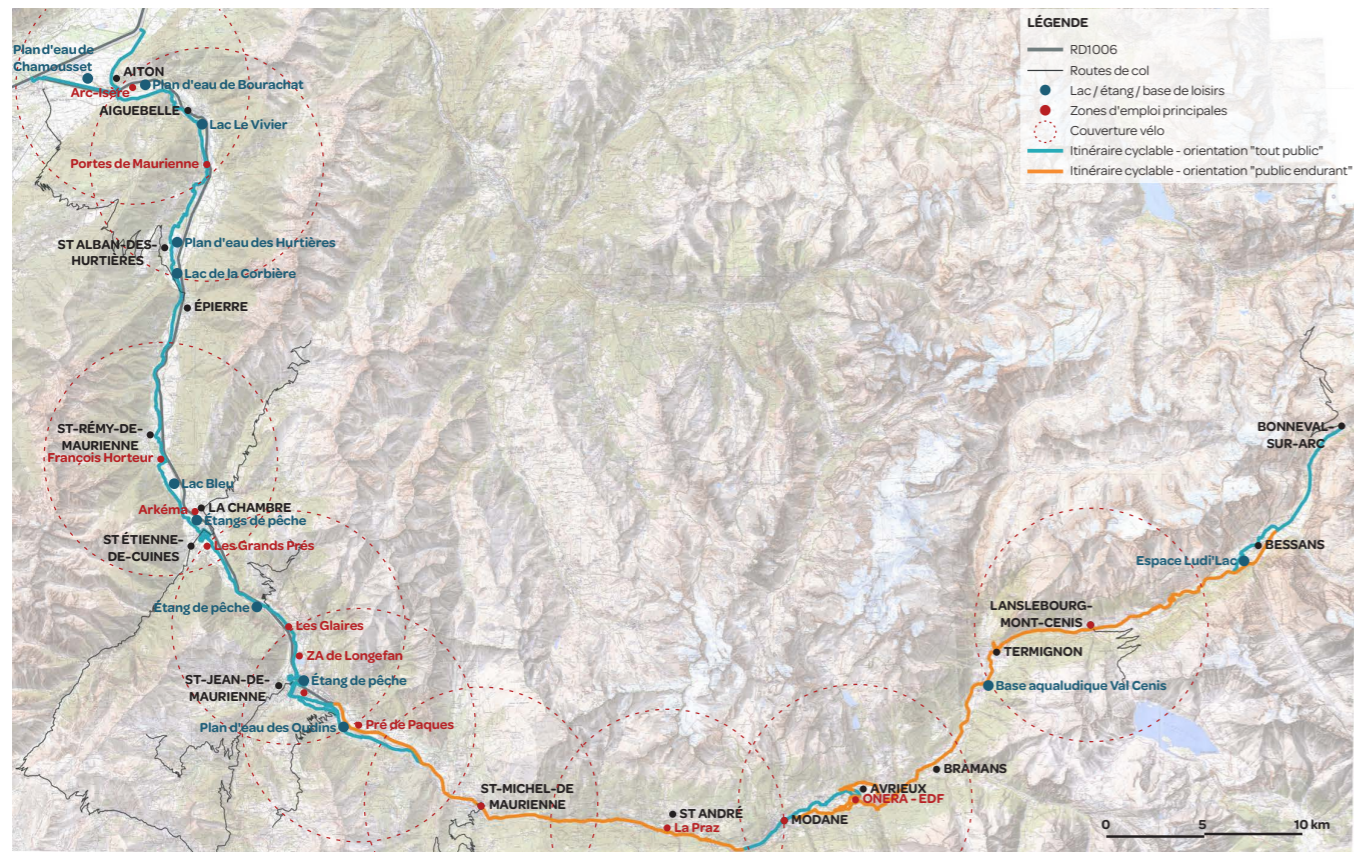 LÉGENDE
RD1006
Routes de col
Lac / étang / base de loisirs
Zones d'emploi principales
Couverture vélo
Itinéraire cyclable - orientation "tout public"
Itinéraire cyclable - orientation "public endurant"
Plan d'eau de
Chamousset
AITON
Arc-Isère
Plan d'eau de Bourachat
AIGUEBELLE
Lac Le Vivier
Portes de Maurienne
ST ALBAN-DES-
HURTIÈRES
Plan d'eau des Hurtières
Lac de la Corbière
ÉPIERRE
ST-RÉMY-DE-
MAURIENNE
François Horteur
Lac Bleu
Arkéma
LA CHAMBRE
Étangs de pêche
ST ÉTIENNE-
DE-CUINES
Les Grands Prés
Étang de pêche
Les Glaires
ZA de Longefan
ST-JEAN-DE-
MAURIENNE
Étang de pêche
Plan d'eau des Oudins
Pré de Paques
ST-MICHEL-DE
MAURIENNE
ST ANDRÉ
La Praz
MODANE
AVRIEUX
ONERA - EDF
BRAMANS
Base aqualudique Val Cenis
TERMIGNON
LANSLEBOURG-
MONT-CENIS
Espace Ludi'Lac
BESSANS
BONNEVAL-
SUR-ARC
0 5 10 km